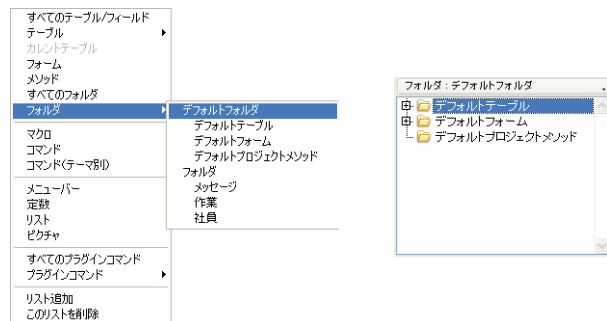 すべてのテーブル/フィールド
テーブル
カレントテーブル
フォーム
メソッド
すべてのフォルダ
フォルダ
マクロ
コマンド
コマンド(テーマ別)
メニューバー
定数
リスト
ピクチャ
すべてのプラグインコマンド
プラグインコマンド
リスト追加
このリストを削除
デフォルトフォルダ
デフォルトテーブル
デフォルトフォーム
デフォルトプロジェクトメソッド
フォルダ
メッセージ
作業
社員
フォルダ:デフォルトフォルダ
デフォルトテーブル
デフォルトフォーム
デフォルトプロジェクトメソッド